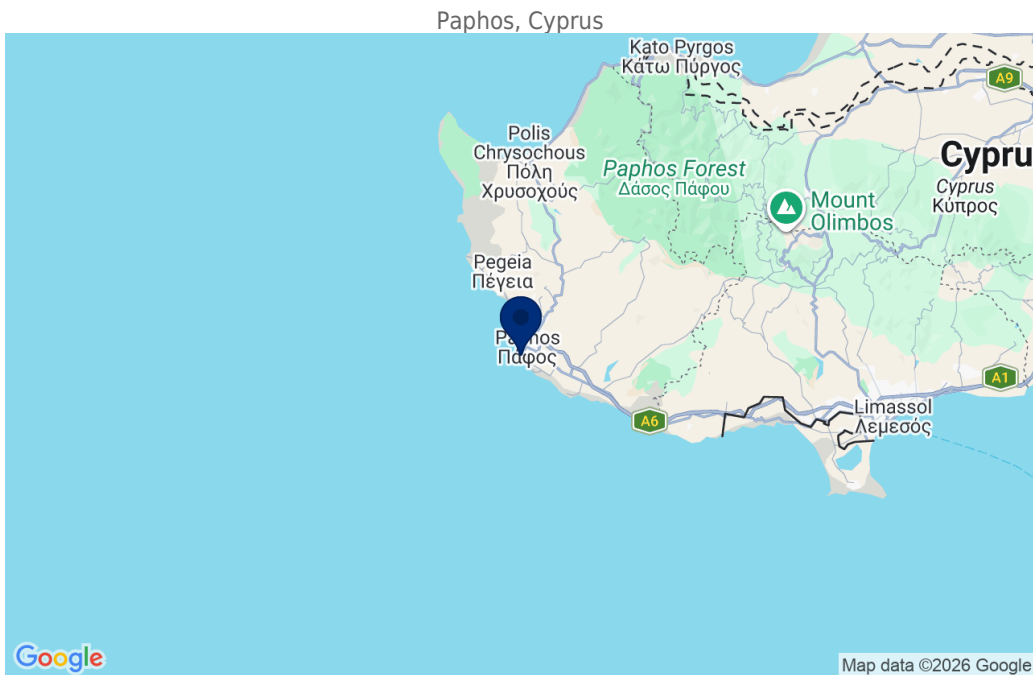 Paphos, Cyprus
Kato Pyrgos
Κάτω Πύργος
A9
Polis
Chrysochous
Πόλη
Χρυσοχούς
Paphos Forest
Δάσος Πάφου
Cypru
Cyprus
Κύπρος
Mount
Olimbos
Pegeia
Πέγεια
Paphos
Πάφος
A1
Limassol
Λεμεσός
A6
Google
Map data ©2026 Google